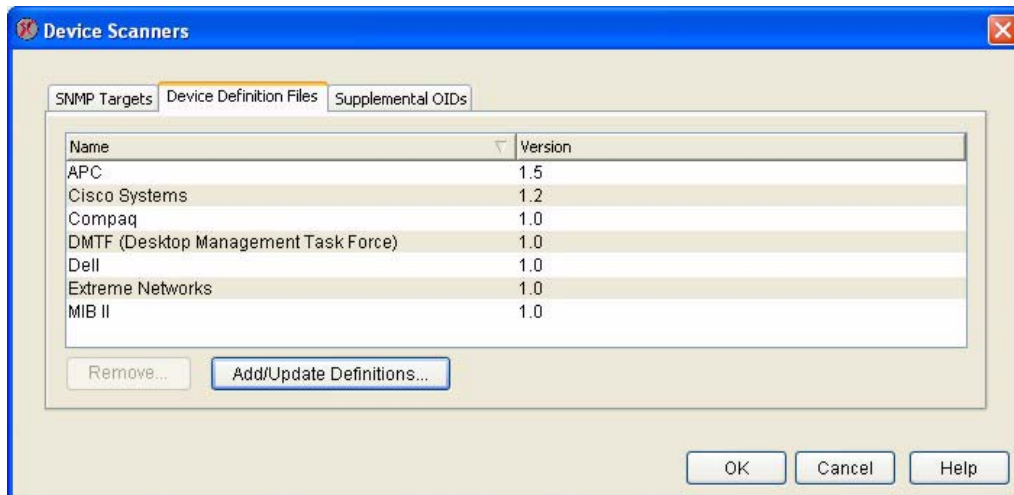 Device Scanners
SNMP Targets Device Definition Files Supplemental OIDs
Name Version
APC 1.5
Cisco Systems 1.2
Compaq 1.0
DMTF (Desktop Management Task Force) 1.0
Dell 1.0
Extreme Networks 1.0
MIB II 1.0
Remove... Add/Update Definitions...
OK Cancel Help